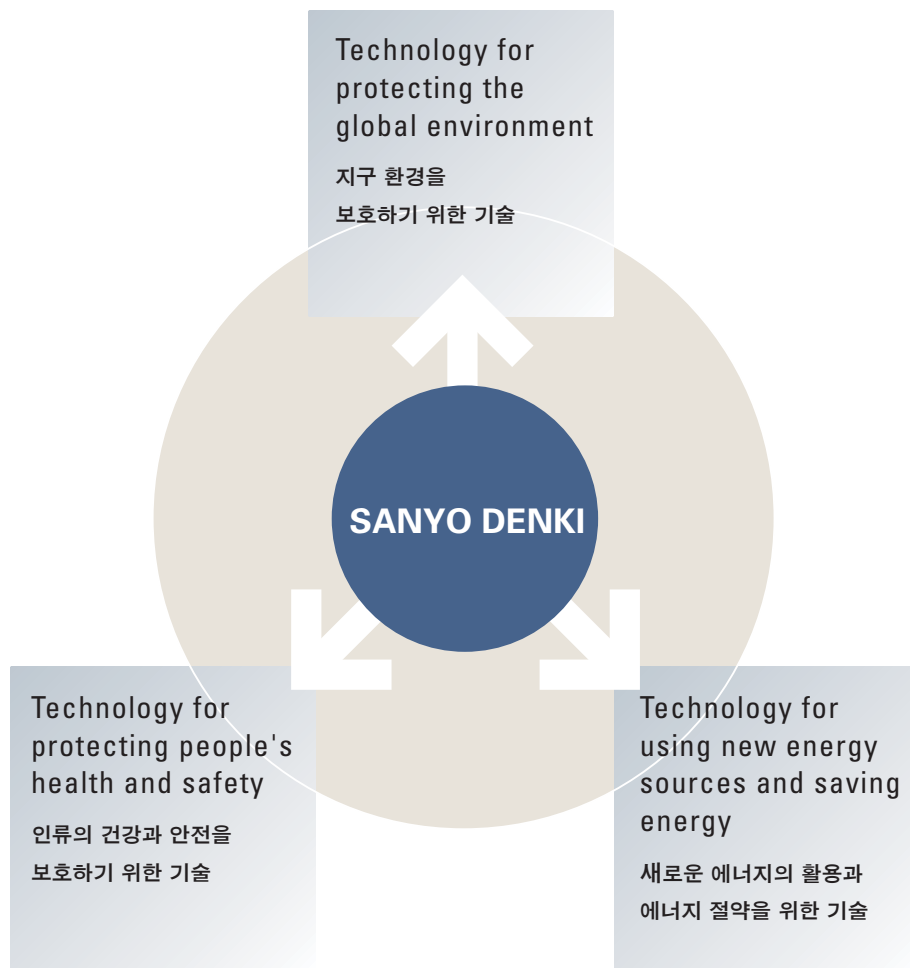 Technology for
protecting the
global environment
지구 환경을
보호하기 위한 기술
SANYO DENKI
Technology for
protecting people's
health and safety
인류의 건강과 안전을
보호하기 위한 기술
Technology for
using new energy
sources and saving
energy
새로운 에너지의 활용과
에너지 절약을 위한 기술